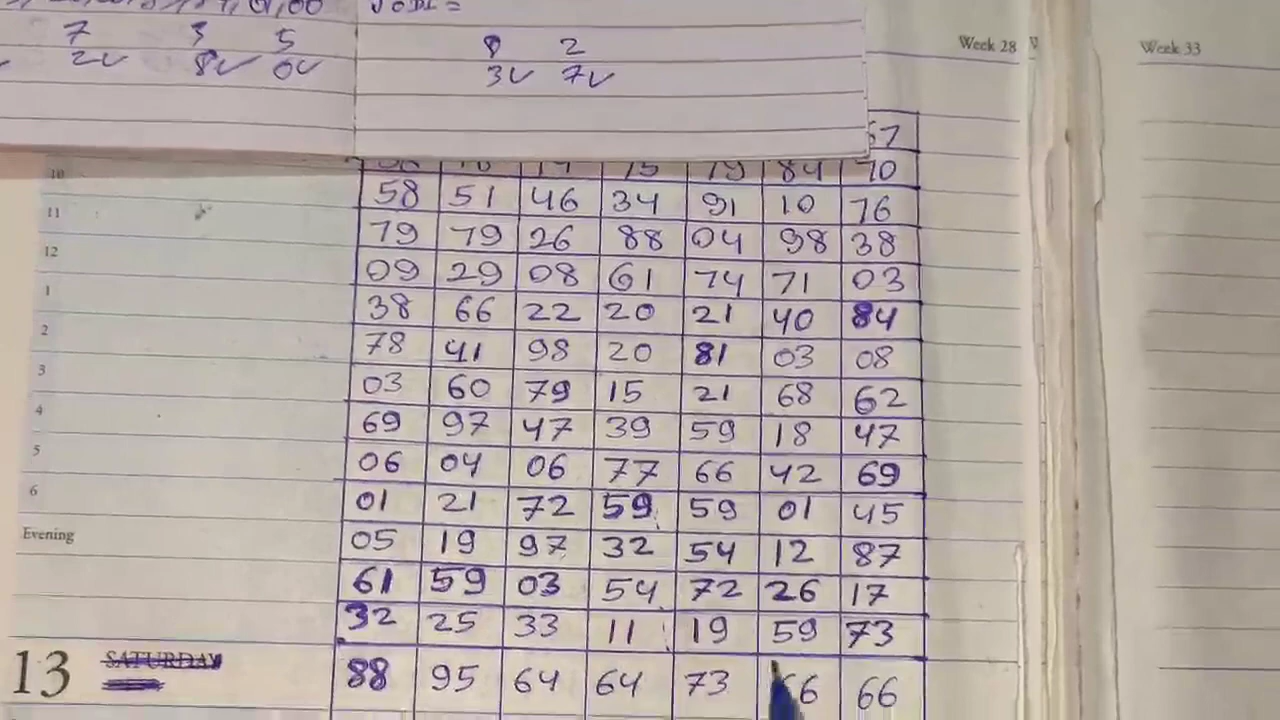 7 3 5
2✓ 8✓ 0✓
8 2
3✓ 7✓
Week 28
Week 33
67
10
79 84 70
11
58 51 46 34 91 10 76
12
79 79 26 88 04 98 38
1
09 29 08 61 74 71 03
2
38 66 22 20 21 40 84
3
78 41 98 20 81 03 08
4
03 60 79 15 21 68 62
5
69 97 47 39 59 18 47
6
06 04 06 77 66 42 69
01 21 72 59 59 01 45
Evening
05 19 97 32 54 12 87
61 59 03 54 72 26 17
32 25 33 11 19 59 73
13 SATURDAY
88 95 64 64 73 66 66